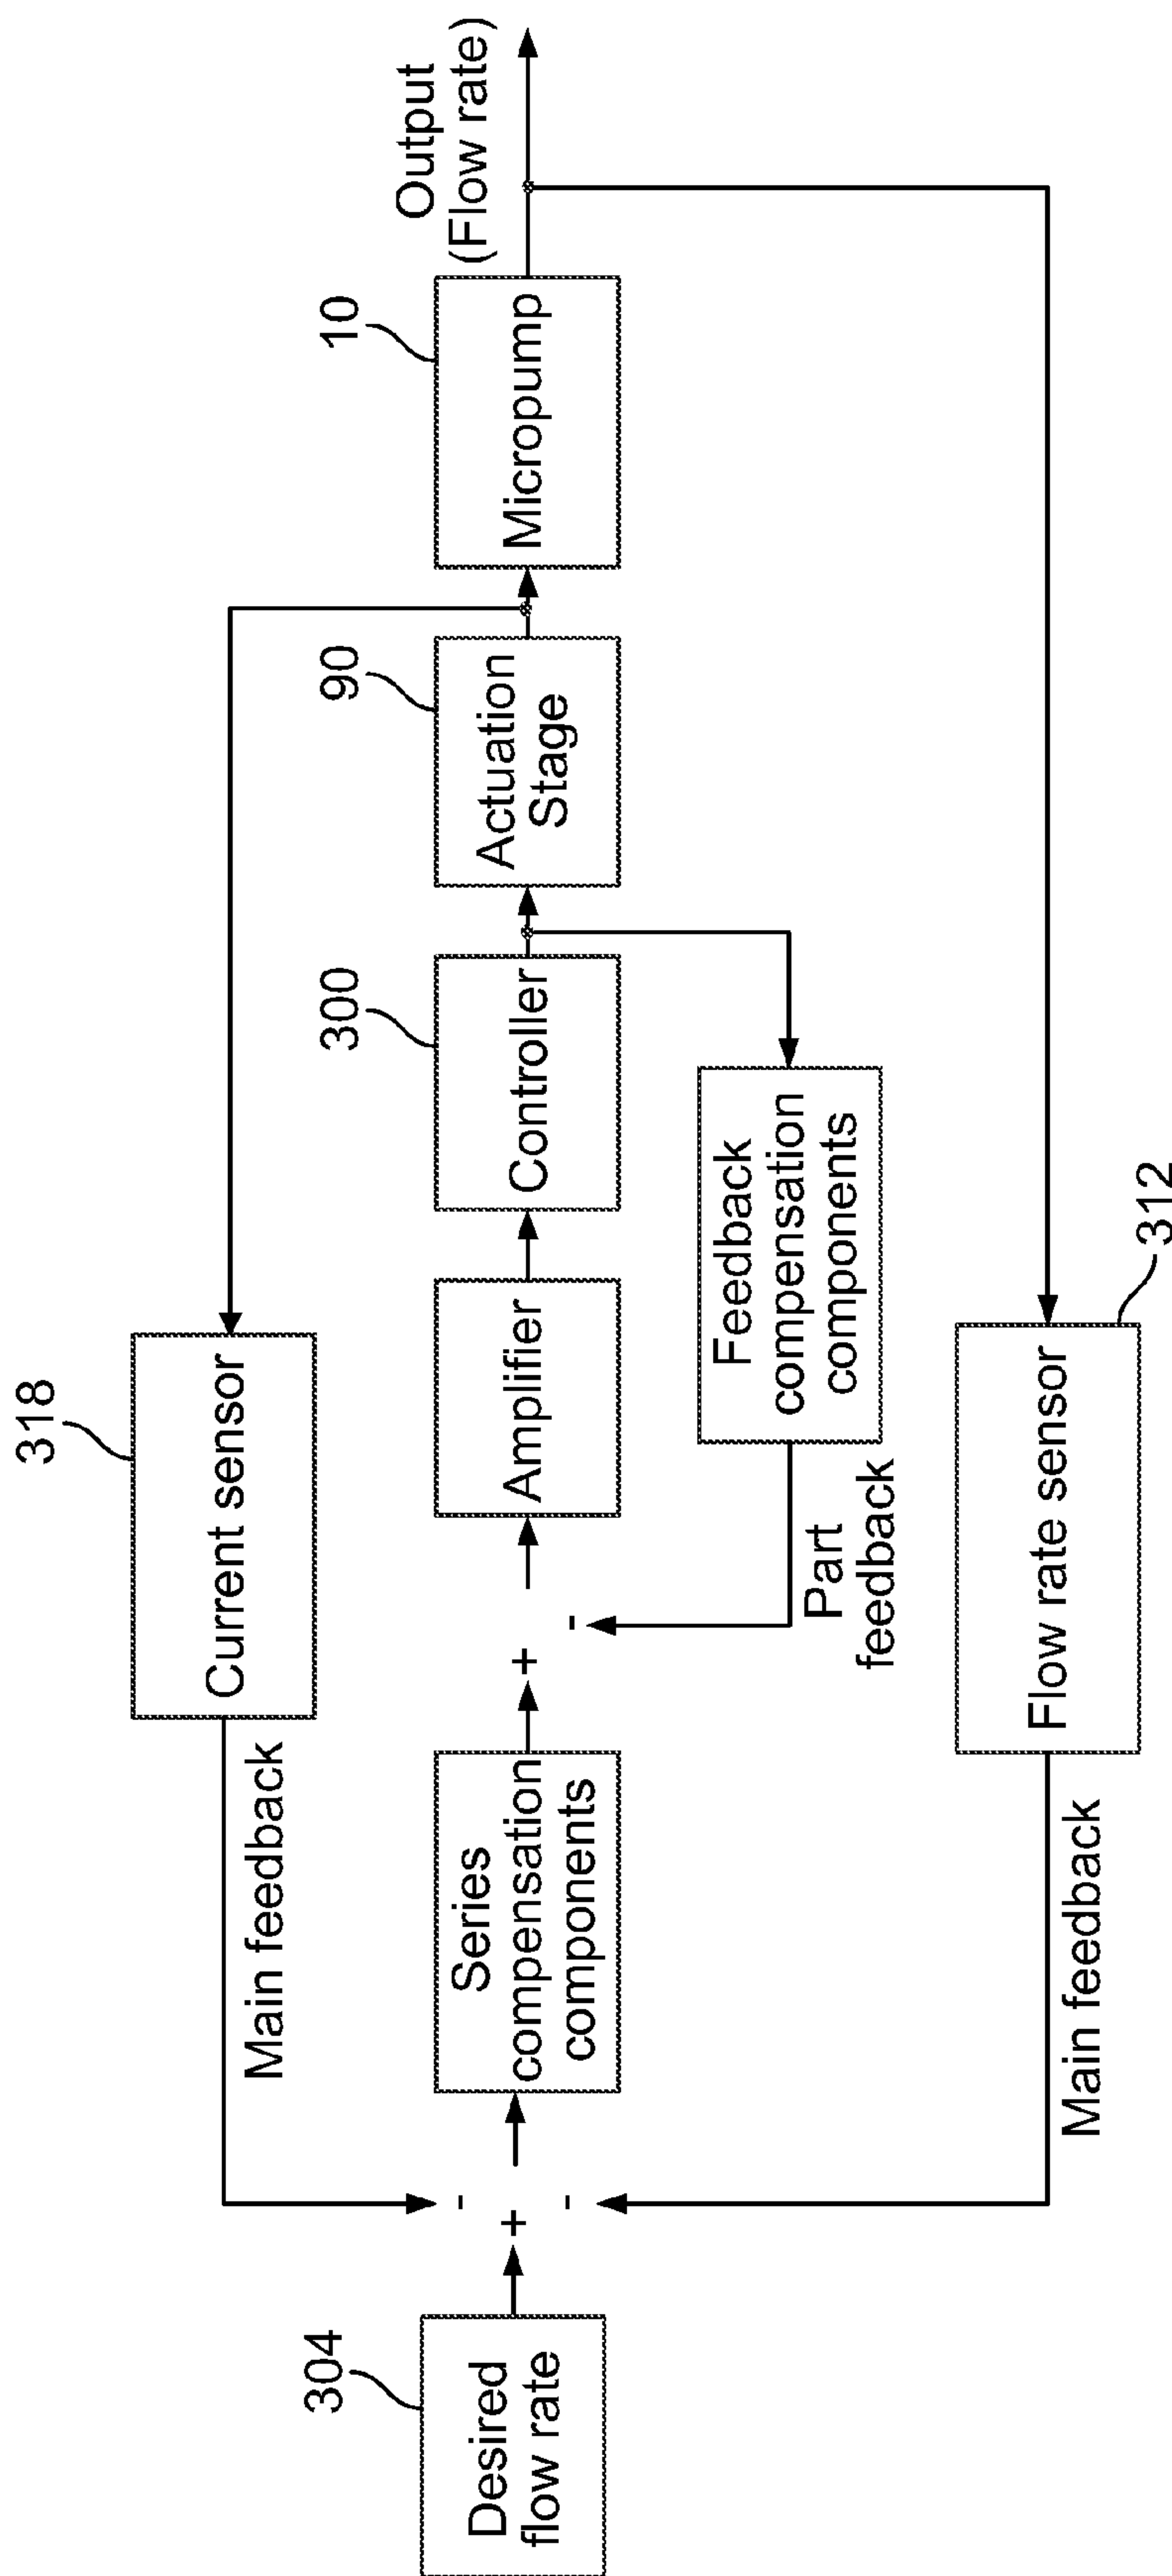 318
Current sensor
Main feedback
304
Desired
flow rate
+
-
-
Series
compensation
components
+
-
Amplifier
300
Controller
90
Actuation
Stage
10
Micropump
Output
(Flow rate)
Feedback
compensation
components
Part
feedback
Flow rate sensor
312
Main feedback